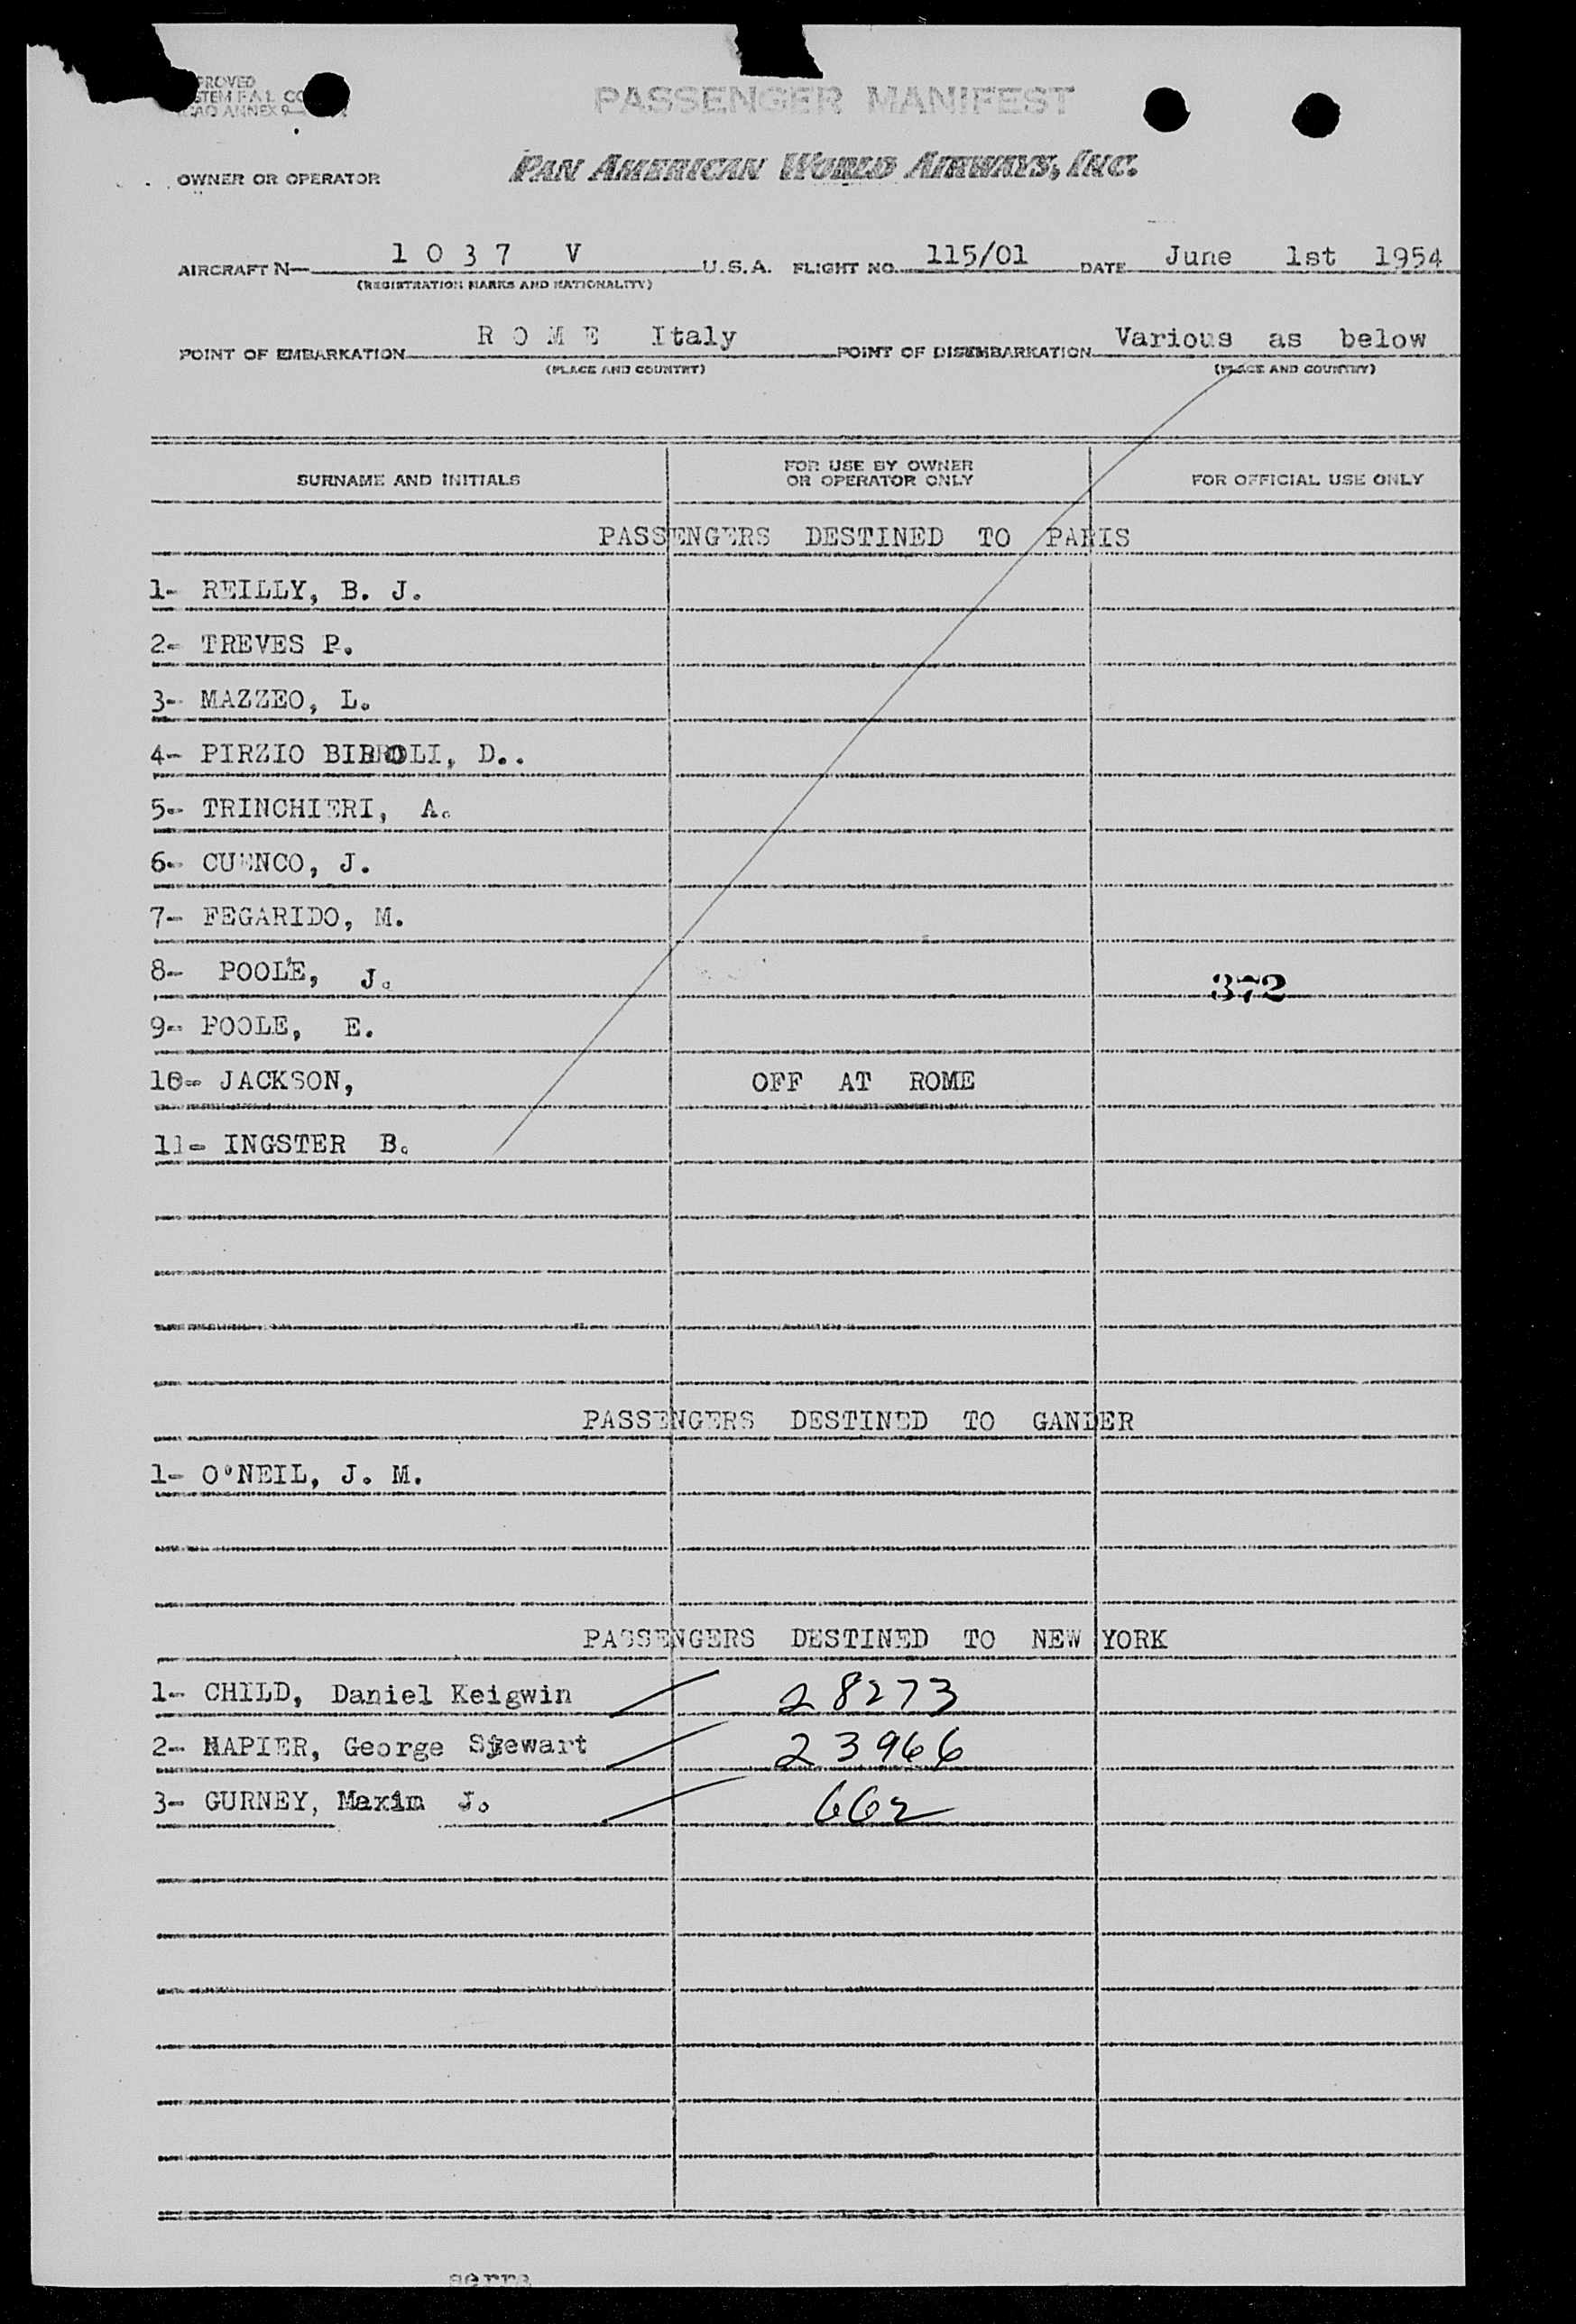 PASSENGER MANIFEST
OWNER OR OPERATOR PAN AMERICAN WORLD AIRWAYS, INC.
AIRCRAFT N— 1 0 3 7 V U.S.A. FLIGHT NO. 115/01 DATE June 1st 1954
(REGISTRATION MARKS AND NATIONALITY)
POINT OF EMBARKATION R O M E Italy POINT OF DISEMBARKATION Various as below
(PLACE AND COUNTRY) (PLACE AND COUNTRY)
SURNAME AND INITIALS FOR USE BY OWNER OR OPERATOR ONLY FOR OFFICIAL USE ONLY
PASSENGERS DESTINED TO PARIS
1- REILLY, B. J.
2- TREVES P.
3- MAZZEO, L.
4- PIRZIO BIROLI, D..
5- TRINCHIERI, A.
6- CUENCO, J.
7- FEGARIDO, M.
8- POOLE, J. 372
9- POOLE, E.
10- JACKSON, OFF AT ROME
11- INGSTER B.
PASSENGERS DESTINED TO GANDER
1- O'NEIL, J. M.
PASSENGERS DESTINED TO NEW YORK
1- CHILD, Daniel Keigwin 28273
2- NAPIER, George Stewart 23966
3- GURNEY, Maxim J. 662